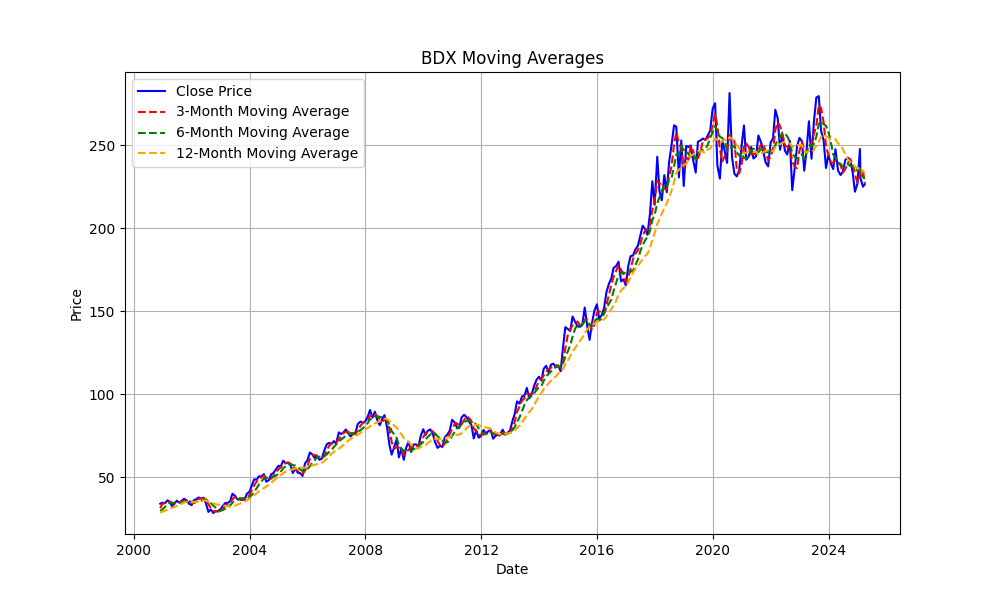 BDX Moving Averages
Close Price
3-Month Moving Average
6-Month Moving Average
12-Month Moving Average
250
200
150
100
50
Price
2000 2004 2008 2012 2016 2020 2024
Date